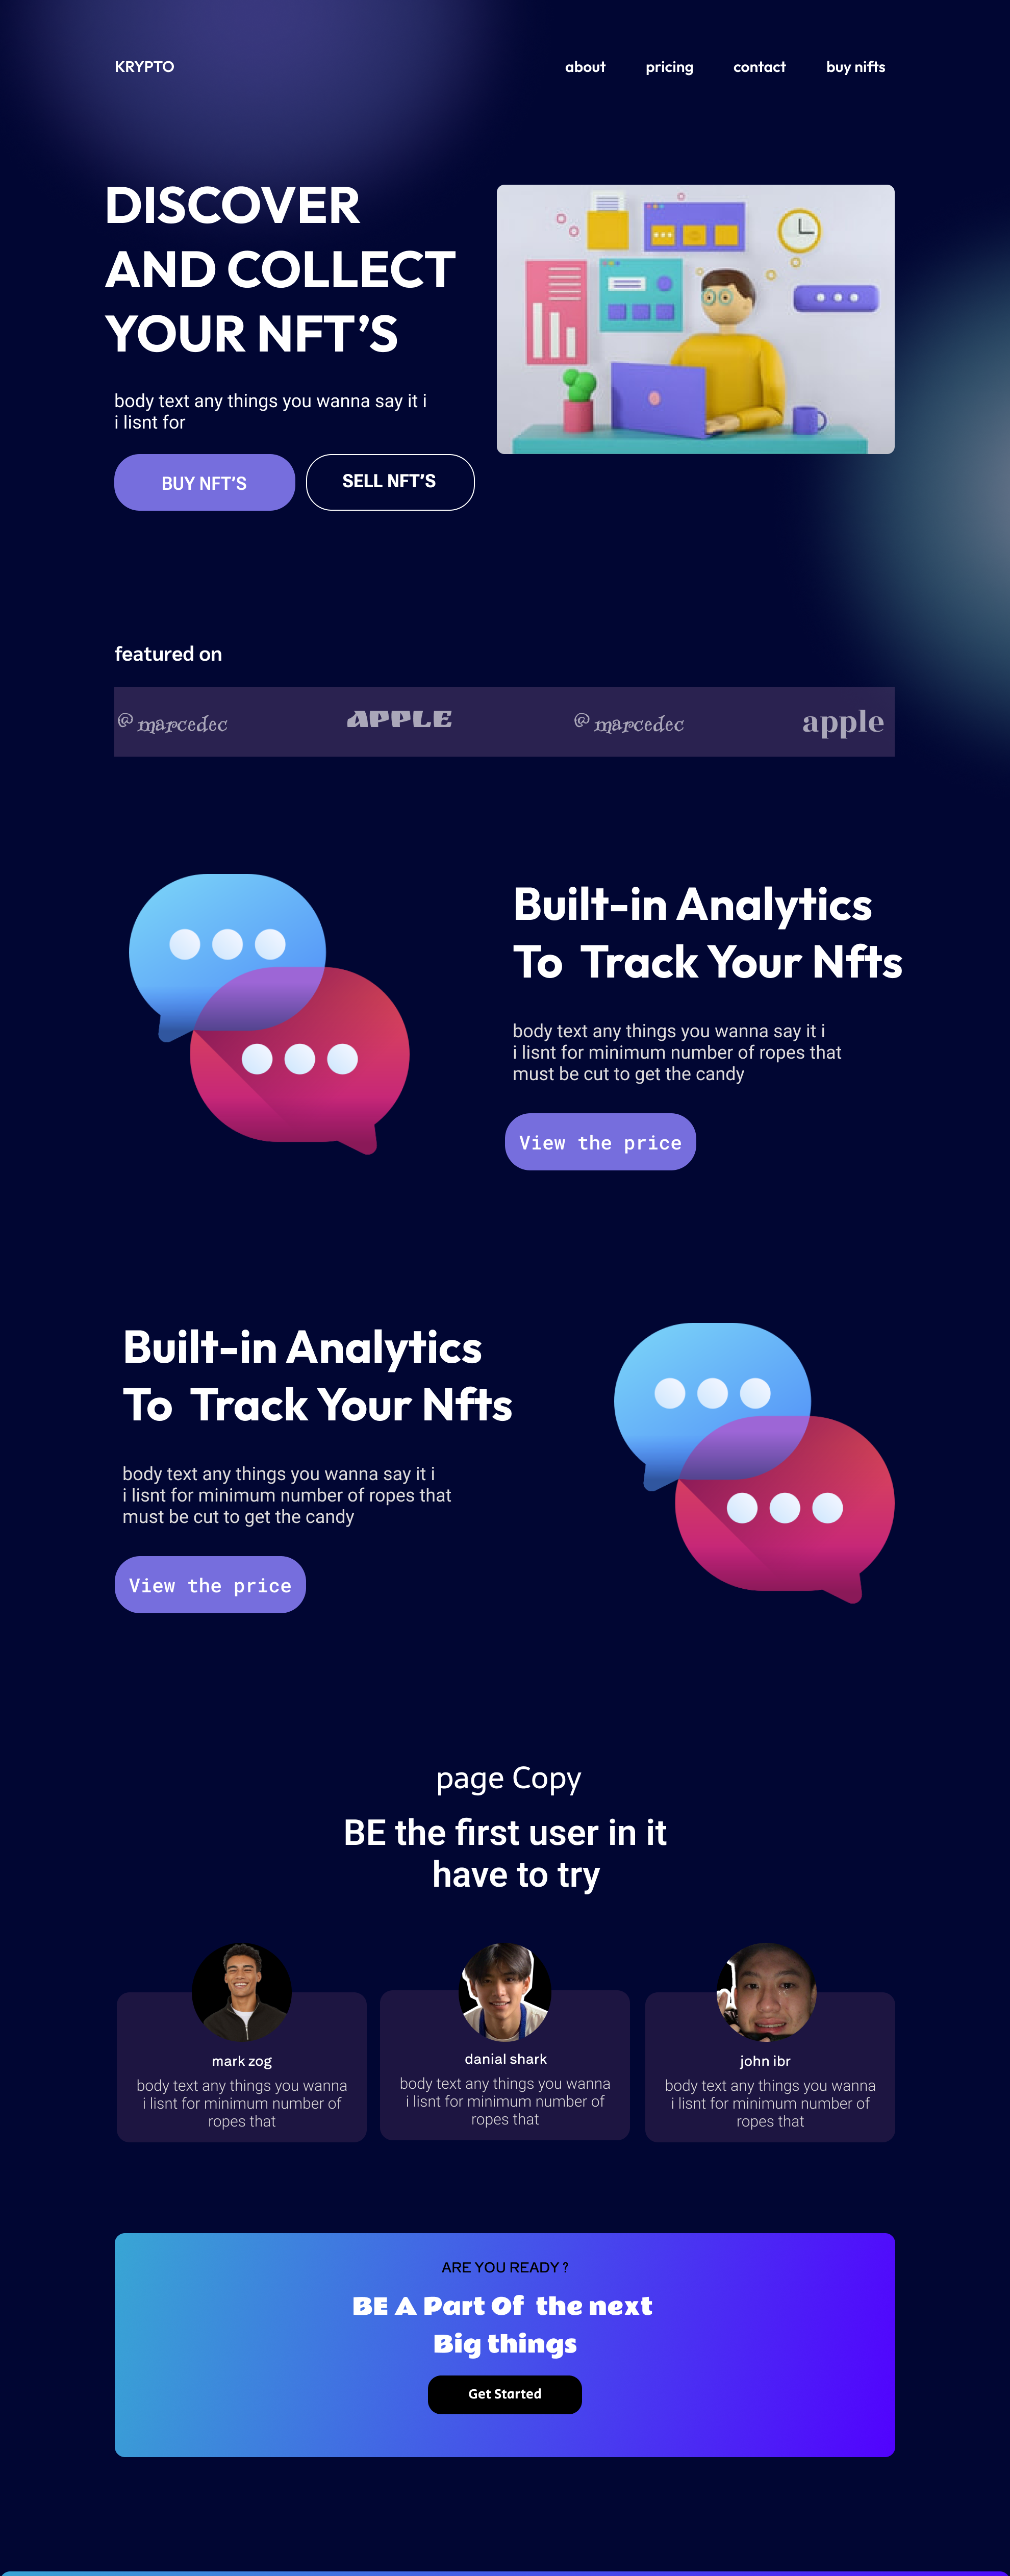 KRYPTO
about pricing contact buy nifts
DISCOVER
AND COLLECT
YOUR NFT’S
body text any things you wanna say it i
i lisnt for
BUY NFT’S
SELL NFT’S
featured on
@marcedec
APPLE
@marcedec
apple
Built-in Analytics
To Track Your Nfts
body text any things you wanna say it i
i lisnt for minimum number of ropes that
must be cut to get the candy
View the price
Built-in Analytics
To Track Your Nfts
body text any things you wanna say it i
i lisnt for minimum number of ropes that
must be cut to get the candy
View the price
page Copy
BE the first user in it
have to try
mark zog
body text any things you wanna
i lisnt for minimum number of
ropes that
danial shark
body text any things you wanna
i lisnt for minimum number of
ropes that
john ibr
body text any things you wanna
i lisnt for minimum number of
ropes that
ARE YOU READY ?
BE A Part Of the next
Big things
Get Started